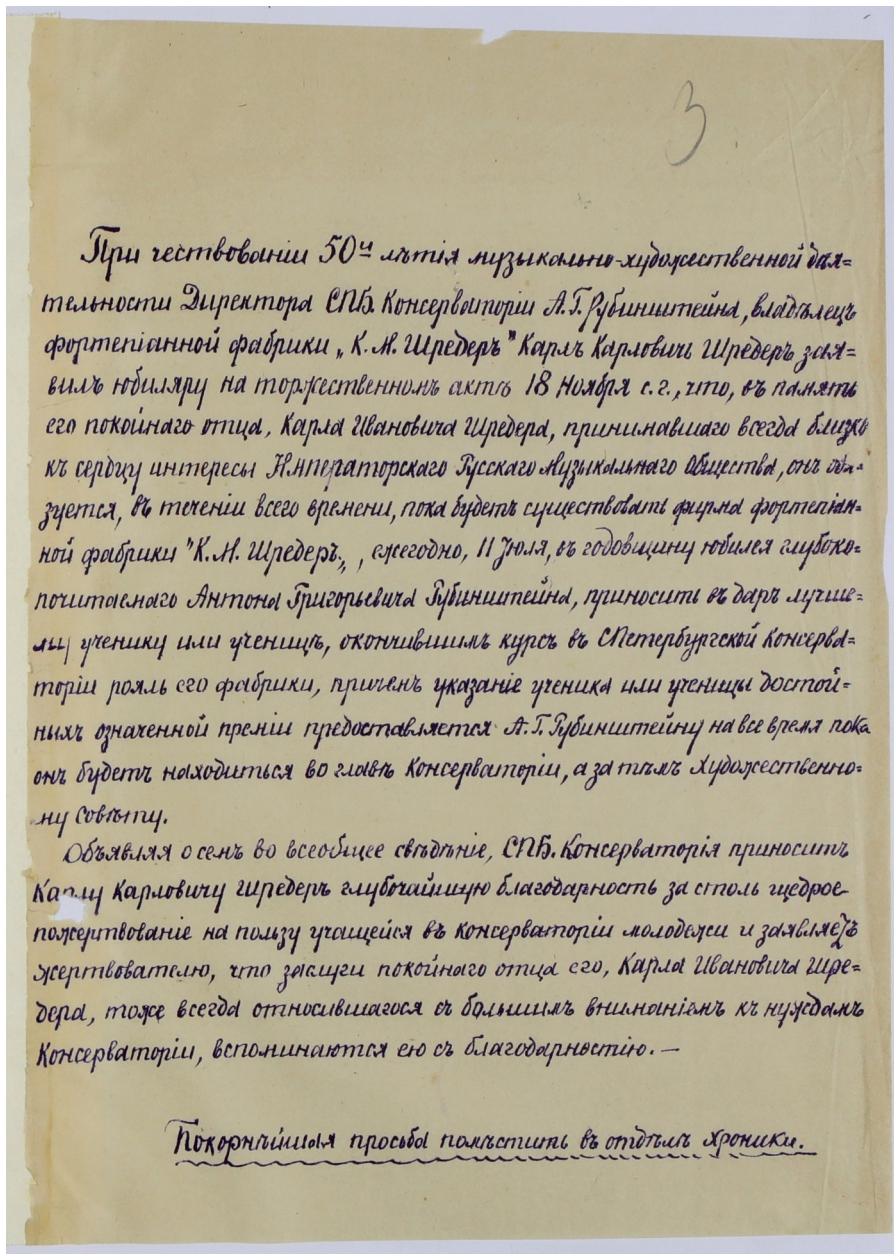 3
При чествованіи 50и лѣтія музыкально-художественной дѣя=
тельности Директора СПБ. Консерваторіи А. Г. Рубинштейна, владѣлецъ
фортепіанной фабрики „К. М. Шредеръ" Карлъ Карловичъ Шредеръ зая=
вилъ юбиляру на торжественномъ актѣ 18 Ноября с. г., что, въ память
его покойнаго отца, Карла Ивановича Шредера, принимавшаго всегда близко
къ сердцу интересы Императорскаго Русскаго Музыкальнаго Общества, онъ обя=
зуется, въ теченіи всего времени, пока будетъ существовать фирма фортепіан=
ной фабрики "К. М. Шредеръ„, ежегодно, 11 Іюля, въ годовщину юбилея глубоко=
почитаемаго Антона Григорьевича Рубинштейна, приносить въ даръ лучше=
му ученику или ученицѣ, окончившимъ курсъ въ СПетербургской Консерва=
торіи рояль его фабрики, причемъ указаніе ученика или ученицы достой=
ныхъ означенной преміи предоставляется А. Г. Рубинштейну на все время пока
онъ будетъ находиться во главѣ Консерваторіи, а затѣмъ Художественно=
му Совѣту.
Объявляя о семъ во всеобщее свѣдѣніе, СПБ. Консерваторія приноситъ
Карлу Карловичу Шредеръ глубочайшую благодарность за столь щедрое
пожертвованіе на пользу учащейся въ консерваторіи молодежи и заявляетъ
жертвователю, что заслуги покойнаго отца его, Карла Ивановича Шре=
дера, тоже всегда относившагося съ большимъ вниманіемъ къ нуждамъ
Консерваторіи, вспоминаются ею съ благодарностію. —
Покорнѣйшая просьба помѣстить въ отдѣлъ хроники.